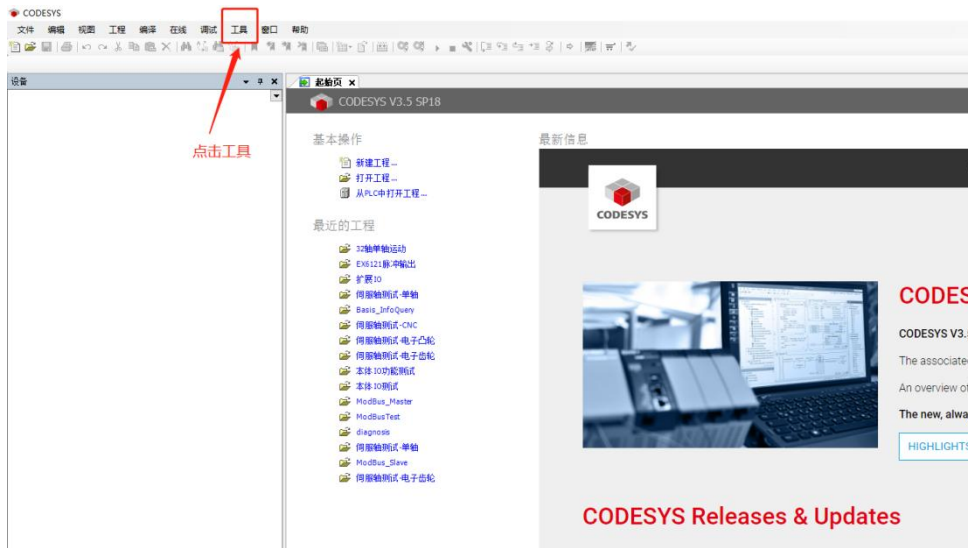 CODESYS
文件 编辑 视图 工程 编译 在线 调试 工具 窗口 帮助
设备
起始页
CODESYS V3.5 SP18
点击工具
基本操作
新建工程...
打开工程...
从PLC中打开工程...
最近的工程
32轴单轴运动
EX6121脉冲输出
扩展IO
伺服轴测试-单轴
Basis_InfoQuery
伺服轴测试-CNC
伺服轴测试-电子凸轮
伺服轴测试-电子齿轮
本体IO功能测试
本体IO测试
ModBus_Master
ModBusTest
diagnosis
伺服轴测试-单轴
ModBus_Slave
伺服轴测试-电子齿轮
最新信息
CODESYS
CODES
CODESYS V3.
The associate
An overview of
The new, alwa
HIGHLIGHTS
CODESYS Releases & Updates